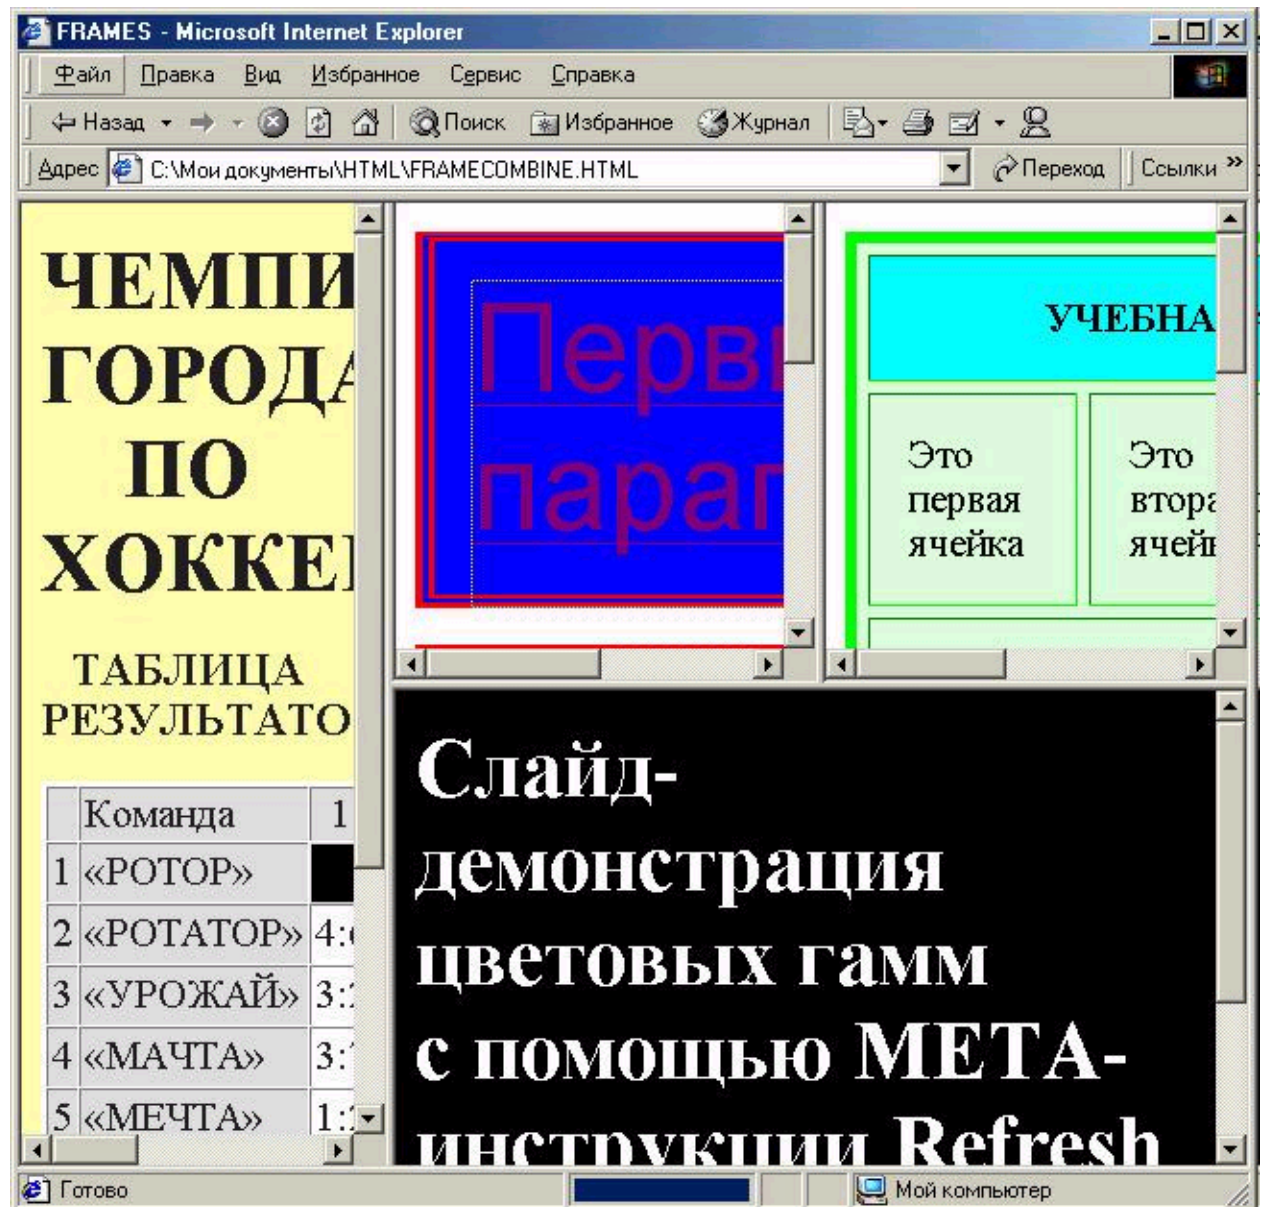 FRAMES - Microsoft Internet Explorer
Файл Правка Вид Избранное Сервис Справка
Назад Поиск Избранное Журнал
Адрес C:\Мои документы\HTML\FRAMECOMBINE.HTML Переход Ссылки »
ЧЕМПИ
ГОРОДА
ПО
ХОККЕ
ТАБЛИЦА
РЕЗУЛЬТАТО
Команда 1
1 «РОТОР»
2 «РОТАТОР» 4:
3 «УРОЖАЙ» 3:
4 «МАЧТА» 3:
5 «МЕЧТА» 1:
Первы
параг
УЧЕБНА
Это
первая
ячейка
Это
втора
ячей
Слайд-
демонстрация
цветовых гамм
с помощью META-
инструкции Refresh
Готово Мой компьютер